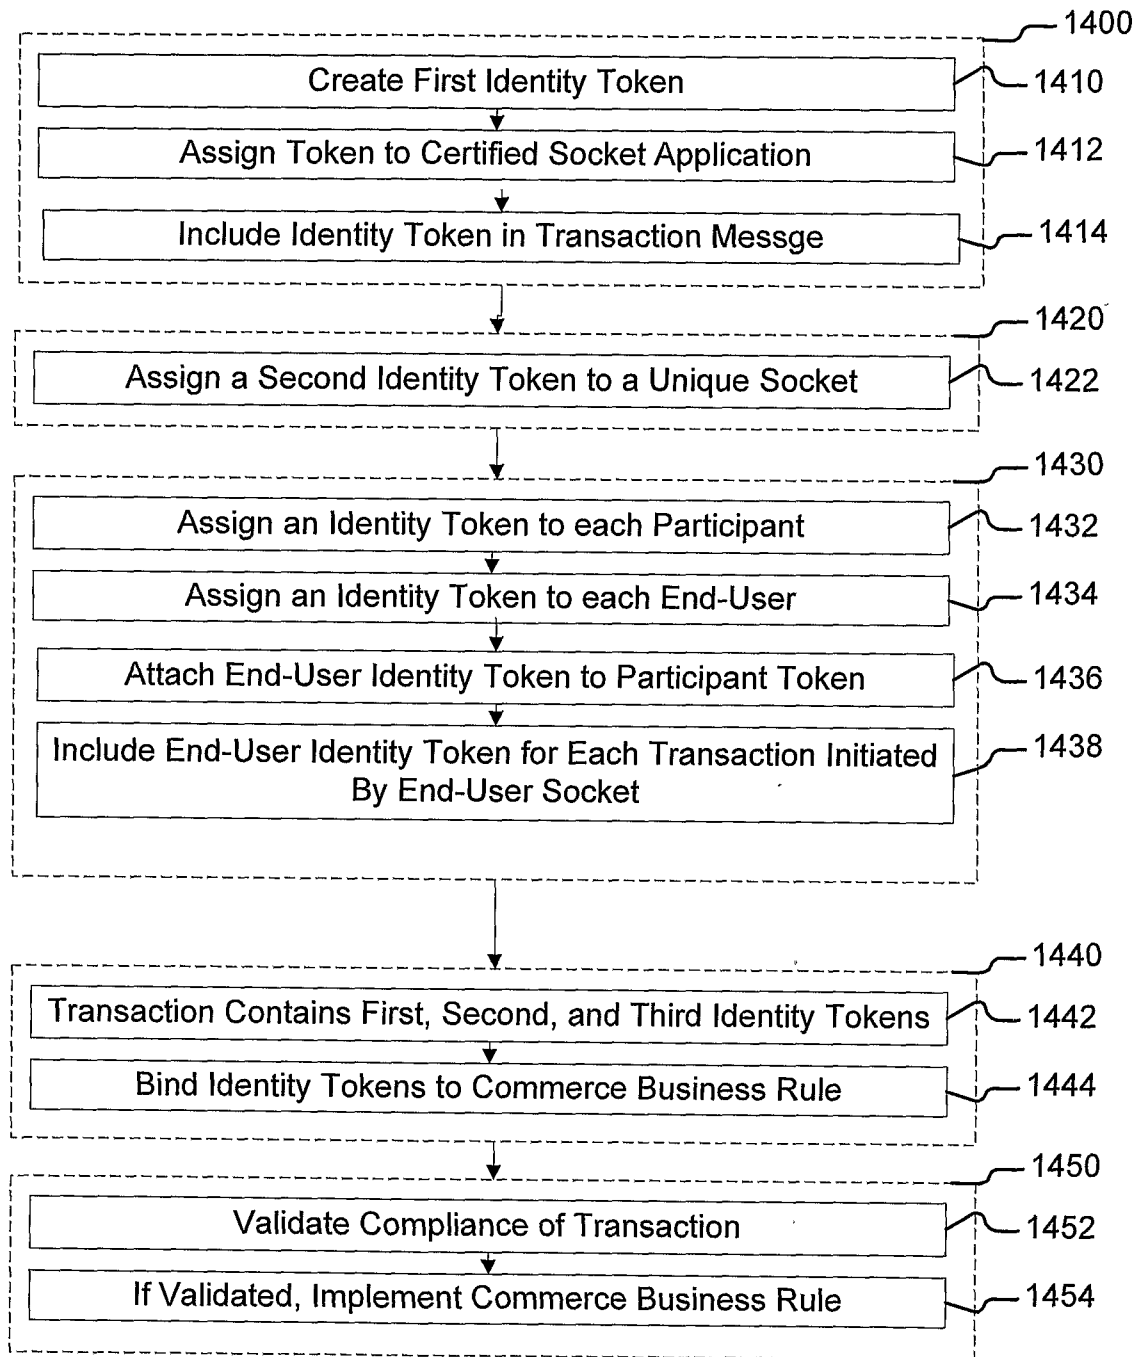 1400
Create First Identity Token
1410
Assign Token to Certified Socket Application
1412
Include Identity Token in Transaction Messge
1414
1420
Assign a Second Identity Token to a Unique Socket
1422
1430
Assign an Identity Token to each Participant
1432
Assign an Identity Token to each End-User
1434
Attach End-User Identity Token to Participant Token
1436
Include End-User Identity Token for Each Transaction Initiated
By End-User Socket
1438
1440
Transaction Contains First, Second, and Third Identity Tokens
1442
Bind Identity Tokens to Commerce Business Rule
1444
1450
Validate Compliance of Transaction
1452
If Validated, Implement Commerce Business Rule
1454